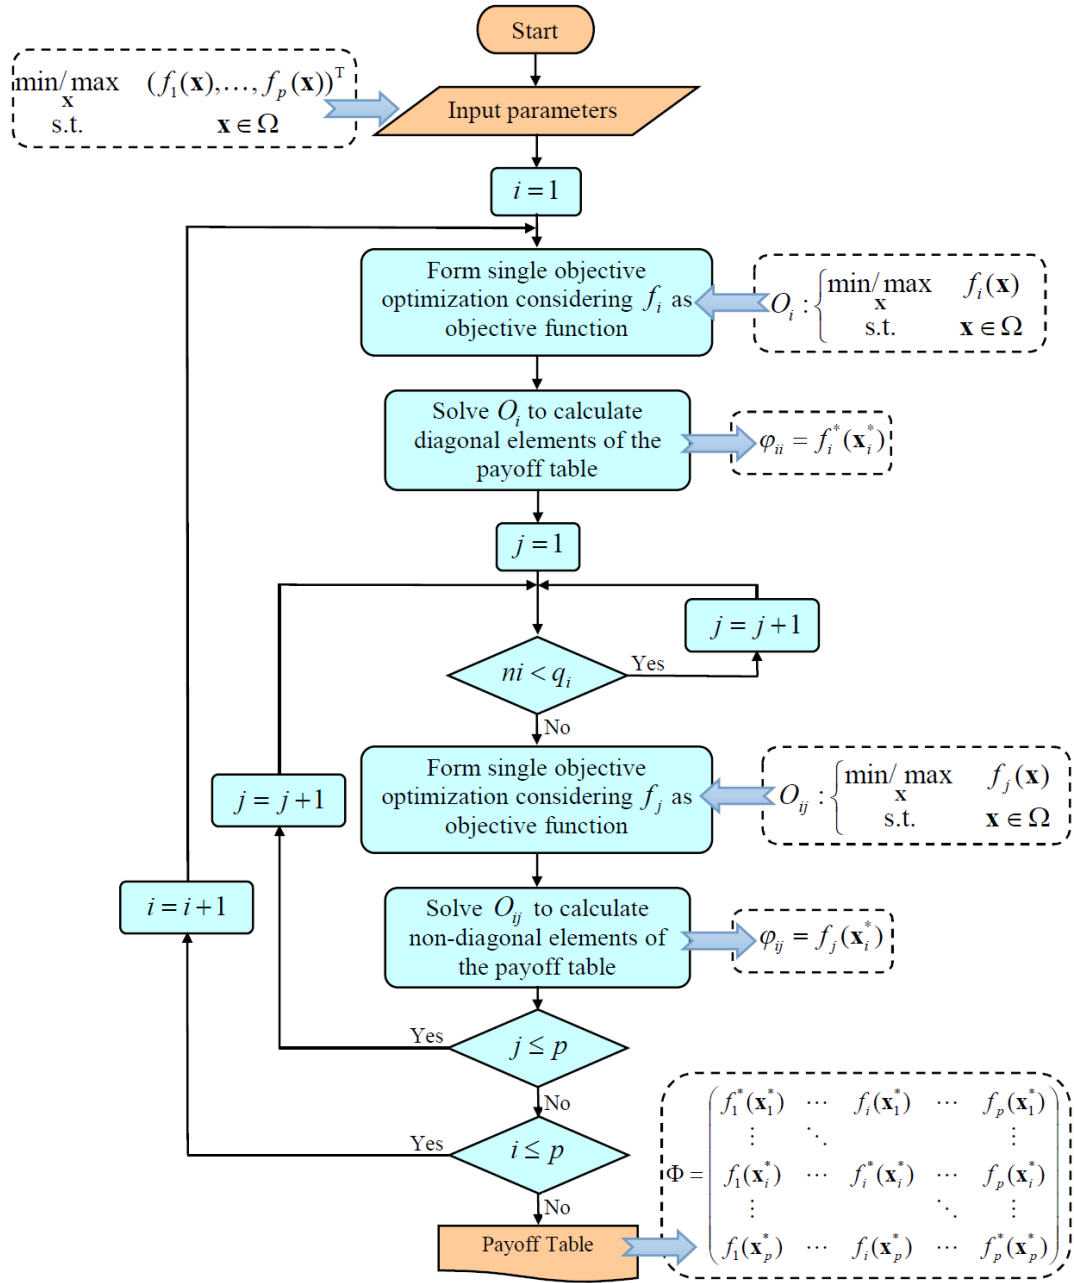 Start
min/max (f₁(x),…,fₚ(x))ᵀ
x
s.t. x ∈ Ω
Input parameters
i = 1
Form single objective
optimization considering fᵢ as
objective function
Oᵢ : { min/max fᵢ(x)
x
s.t. x ∈ Ω
Solve Oᵢ to calculate
diagonal elements of the
payoff table
φᵢᵢ = fᵢ*(xᵢ*)
j = 1
j = j + 1
ni < qᵢ
Yes
No
Form single objective
optimization considering fⱼ as
objective function
Oᵢⱼ : { min/ max fⱼ(x)
x
s.t. x ∈ Ω
j = j + 1
i = i + 1
Solve Oᵢⱼ to calculate
non-diagonal elements of
the payoff table
φᵢⱼ = fⱼ(xᵢ*)
Yes
j ≤ p
No
Yes
i ≤ p
No
Payoff Table
f₁*(x₁*) ⋯ fᵢ(x₁*) ⋯ fₚ(x₁*)
⋮ ⋱ ⋮
Φ = f₁(xᵢ*) ⋯ fᵢ*(xᵢ*) ⋯ fₚ(xᵢ*)
⋮ ⋱ ⋮
f₁(xₚ*) ⋯ fᵢ(xₚ*) ⋯ fₚ*(xₚ*)